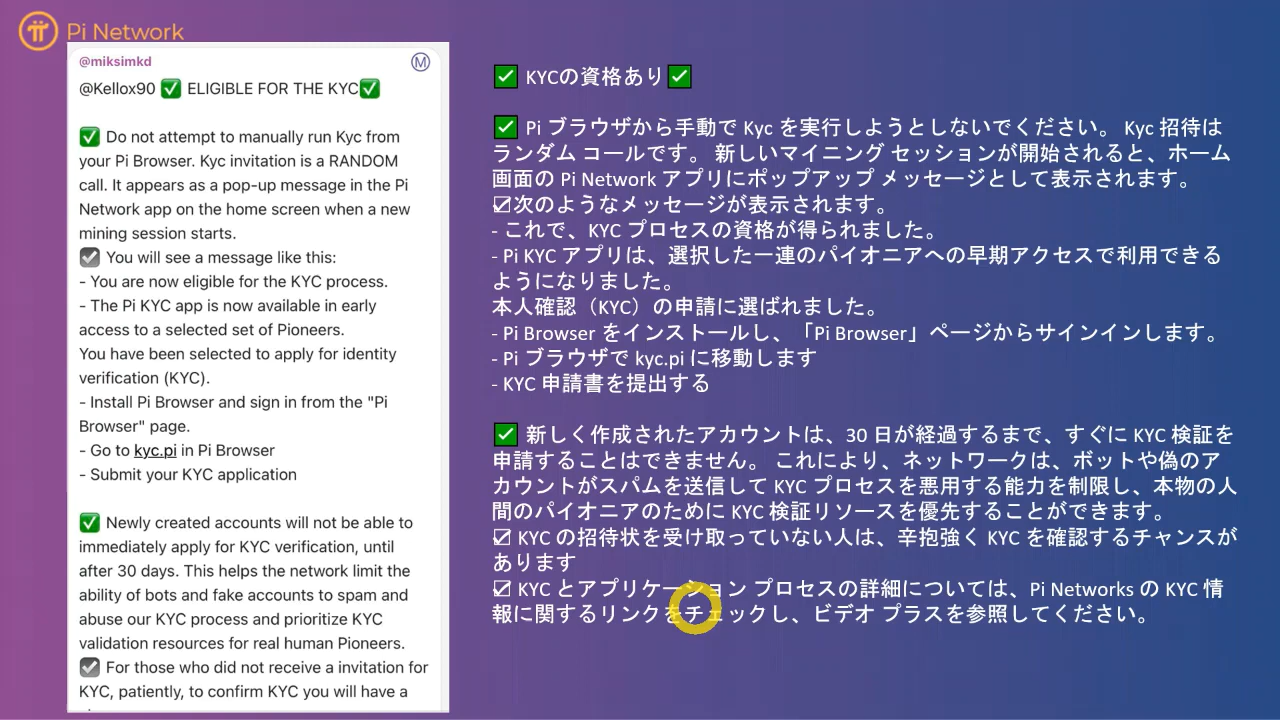 Pi Network
@miksimkd
M
@Kellox90 ✅ ELIGIBLE FOR THE KYC✅
✅ Do not attempt to manually run Kyc from
your Pi Browser. Kyc invitation is a RANDOM
call. It appears as a pop-up message in the Pi
Network app on the home screen when a new
mining session starts.
☑ You will see a message like this:
- You are now eligible for the KYC process.
- The Pi KYC app is now available in early
access to a selected set of Pioneers.
You have been selected to apply for identity
verification (KYC).
- Install Pi Browser and sign in from the "Pi
Browser" page.
- Go to kyc.pi in Pi Browser
- Submit your KYC application
✅ Newly created accounts will not be able to
immediately apply for KYC verification, until
after 30 days. This helps the network limit the
ability of bots and fake accounts to spam and
abuse our KYC process and prioritize KYC
validation resources for real human Pioneers.
☑ For those who did not receive a invitation for
KYC, patiently, to confirm KYC you will have a
✅ KYCの資格あり✅
✅ Pi ブラウザから手動で Kyc を実行しようとしないでください。 Kyc 招待は
ランダム コールです。 新しいマイニング セッションが開始されると、ホーム
画面の Pi Network アプリにポップアップ メッセージとして表示されます。
☑次のようなメッセージが表示されます。
- これで、KYC プロセスの資格が得られました。
- Pi KYC アプリは、選択した一連のパイオニアへの早期アクセスで利用できる
ようになりました。
本人確認（KYC）の申請に選ばれました。
- Pi Browser をインストールし、「Pi Browser」ページからサインインします。
- Pi ブラウザで kyc.pi に移動します
- KYC 申請書を提出する
✅ 新しく作成されたアカウントは、30 日が経過するまで、すぐに KYC 検証を
申請することはできません。 これにより、ネットワークは、ボットや偽のア
カウントがスパムを送信して KYC プロセスを悪用する能力を制限し、本物の人
間のパイオニアのために KYC 検証リソースを優先することができます。
☑ KYC の招待状を受け取っていない人は、辛抱強く KYC を確認するチャンスが
あります
☑ KYC とアプリケーション プロセスの詳細については、Pi Networks の KYC 情
報に関するリンクをチェックし、ビデオ プラスを参照してください。